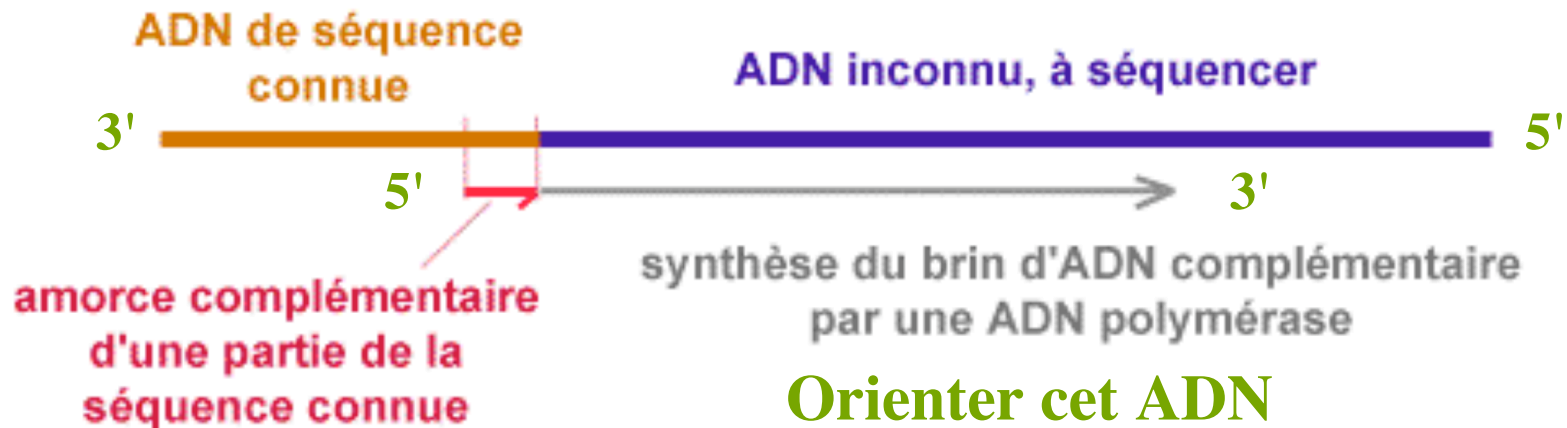 ADN de séquence
connue
ADN inconnu, à séquencer
3'
5'
5'
3'
synthèse du brin d'ADN complémentaire
par une ADN polymérase
amorce complémentaire
d'une partie de la
séquence connue
Orienter cet ADN